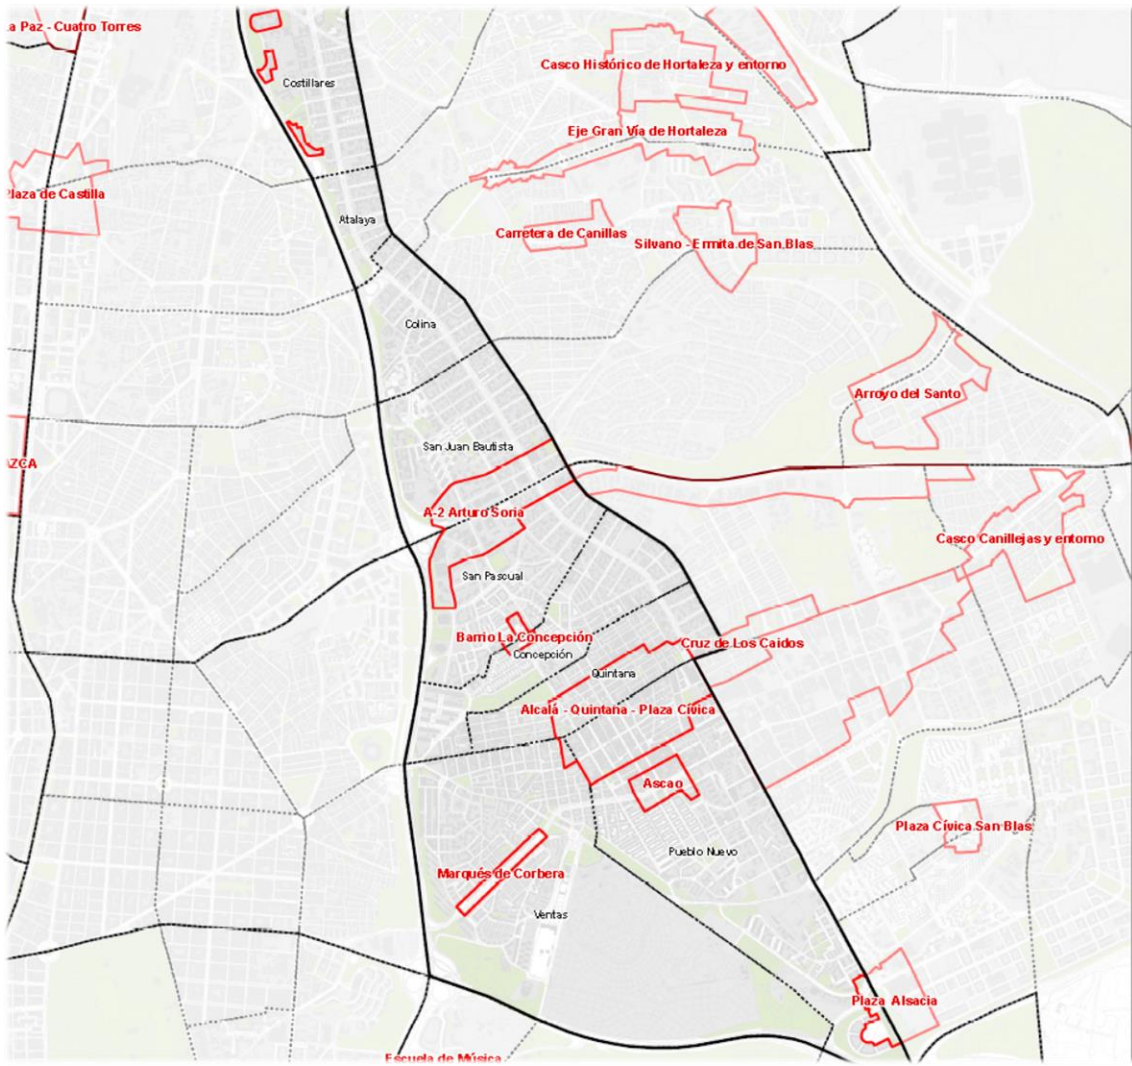 a Paz - Cuatro Torres
Casco Histórico de Hortaleza y entorno
Costillares
Eje Gran Vía de Hortaleza
Plaza de Castilla
Atalaya
Carretera de Canillas
Silvano - Ermita de San Blas
Colina
Arroyo del Santo
San Juan Bautista
ZCA
A-2 Arturo Soria
Casco Canillejas y entorno
San Pascual
Barrio La Concepción
Cruz de Los Caidos
Concepción
Quintana
Alcalá - Quintana - Plaza Cívica
Ascao
Plaza Cívica San Blas
Pueblo Nuevo
Marqués de Corbera
Ventas
Plaza Alsacia
Escuela de Música